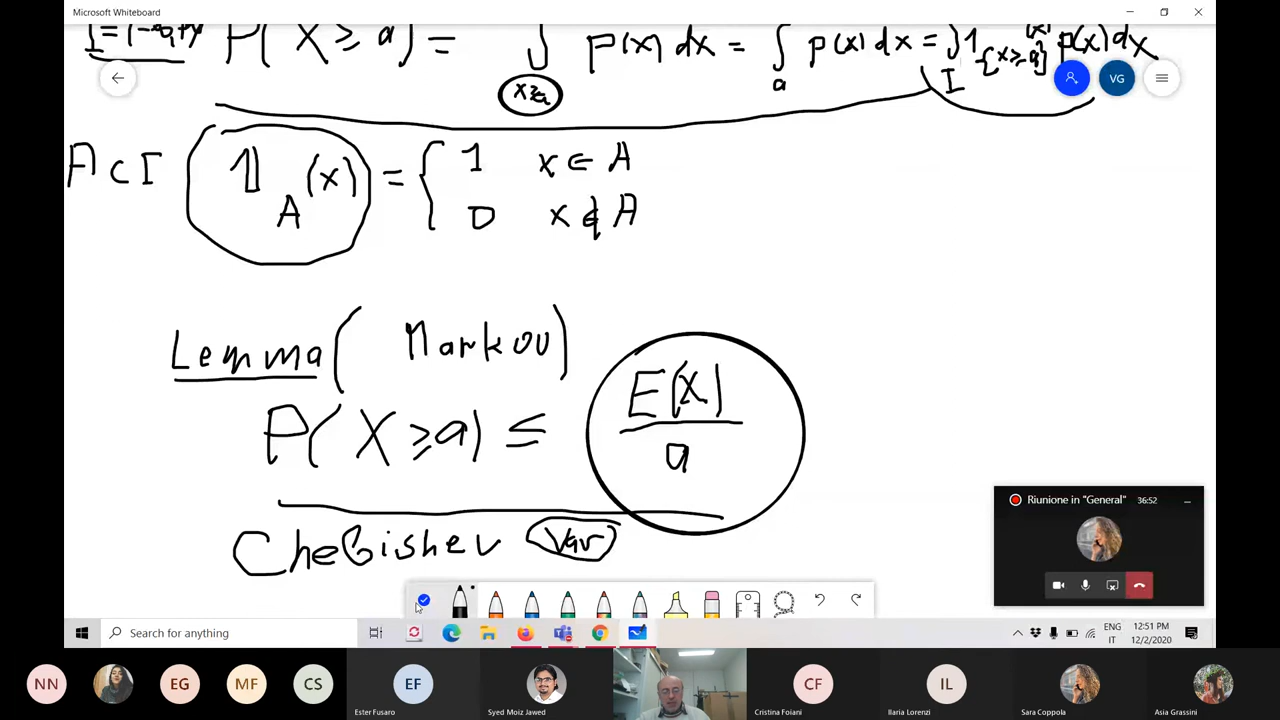 Microsoft Whiteboard
P(X ≥ a) = ∫ p(x) dx = ∫ p(x) dx = ∫ 1 (x) p(x) dx
x≥a a I {x≥a}
VG
A ⊂ I 𝟙 (x) = { 1 x ∈ A
A 0 x ∉ A
Lemma ( Markov )
P( X ≥ a ) ≤ E(X)
a
Riunione in "General" 36:52
Chebishev Var
Search for anything
ENG
IT
12:51 PM
12/2/2020
NN EG MF CS EF CF IL
Ester Fusaro Syed Moiz Jawed Cristina Foiani Ilaria Lorenzi Sara Coppola Asia Grassini